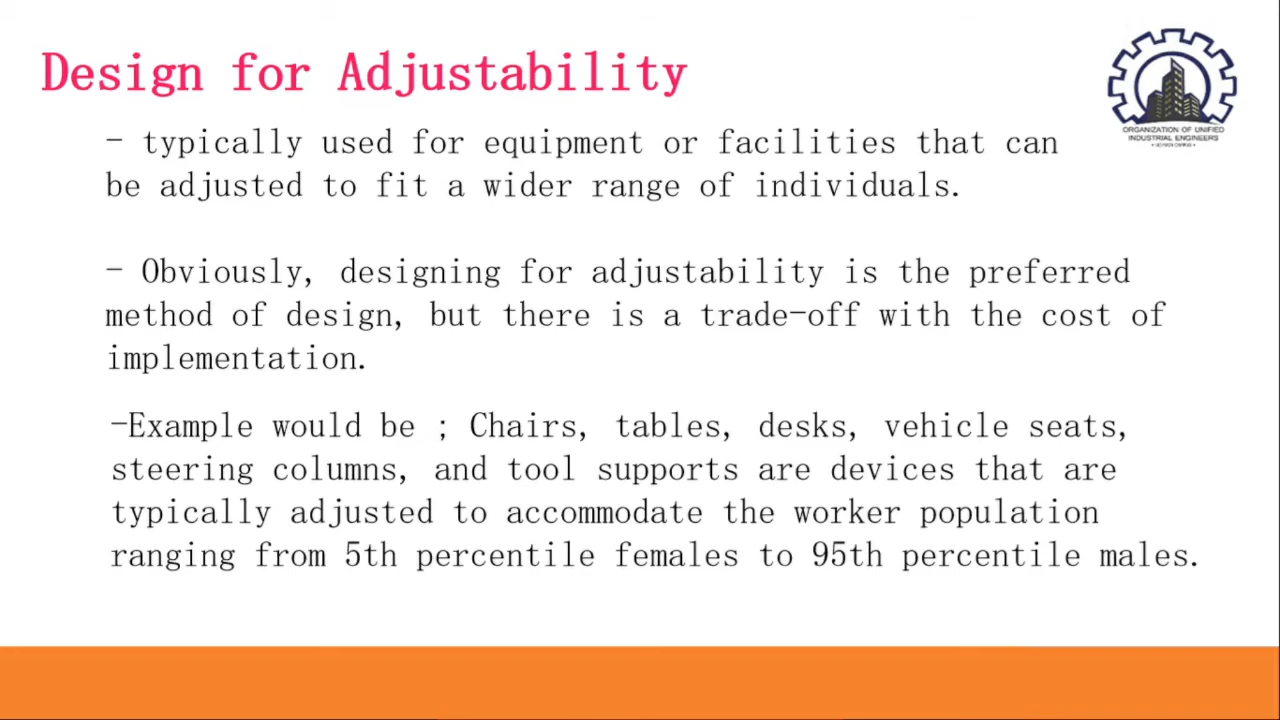 Design for Adjustability
ORGANIZATION OF UNIFIED
INDUSTRIAL ENGINEERS
- typically used for equipment or facilities that can
be adjusted to fit a wider range of individuals.
- Obviously, designing for adjustability is the preferred
method of design, but there is a trade-off with the cost of
implementation.
-Example would be ; Chairs, tables, desks, vehicle seats,
steering columns, and tool supports are devices that are
typically adjusted to accommodate the worker population
ranging from 5th percentile females to 95th percentile males.